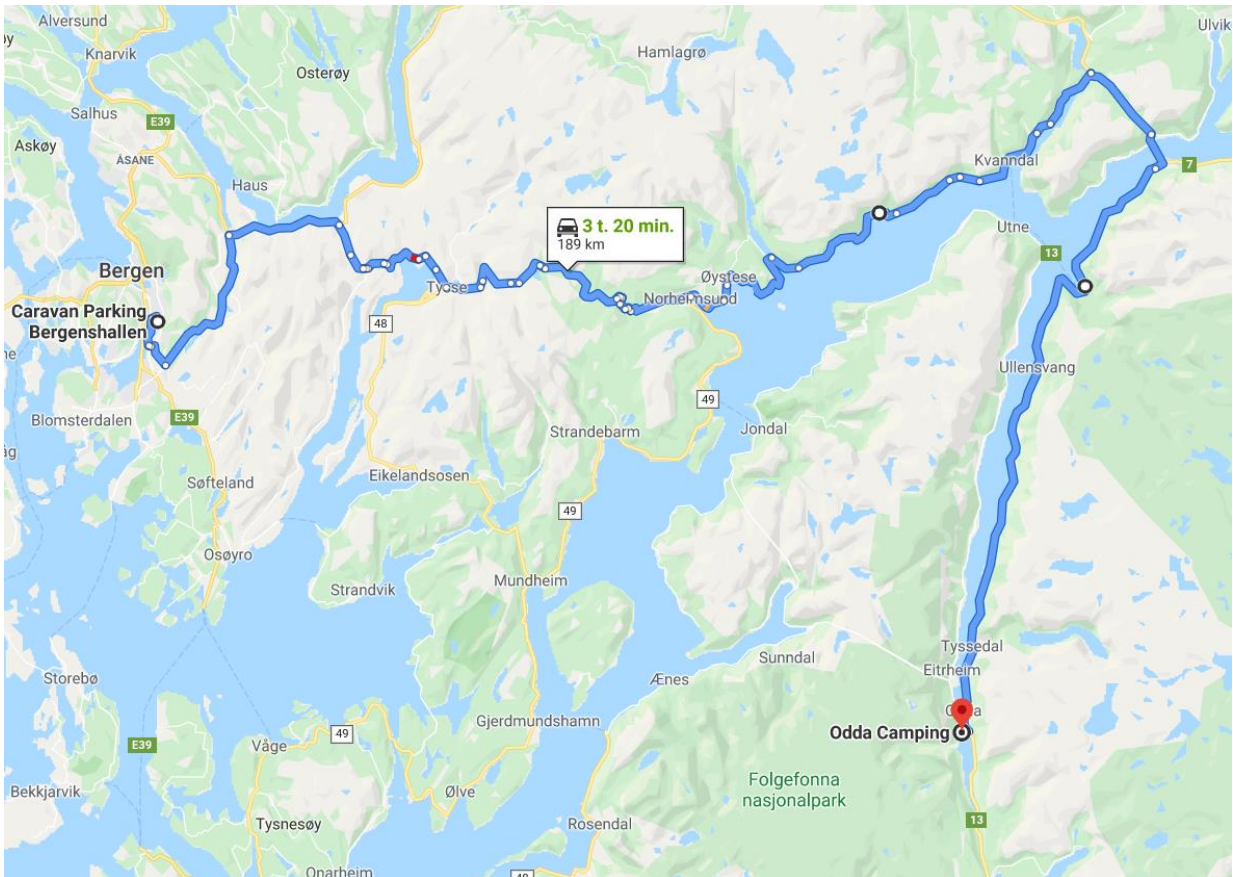 Alversund
Ulvik
Knarvik
Hamlagrø
Osterøy
Salhus
E39
Askøy
ÅSANE
Kvanndal
7
Haus
3 t. 20 min.
189 km
Utne
13
Bergen
Øystese
Norheimsund
Caravan Parking
Bergenshallen
48
Ullensvang
49
Blomsterdalen
E39
Strandebarm
Jondal
Eikelandsosen
Søfteland
49
Osøyro
Strandvik
Mundheim
Tyssedal
Sunndal
Eitrheim
Storebø
Ænes
Gjerdmundshamn
Odda Camping
49
E39
Våge
Folgefonna
nasjonalpark
Bekkjarvik
Ølve
Tysnesøy
Rosendal
13
Onarheim
48